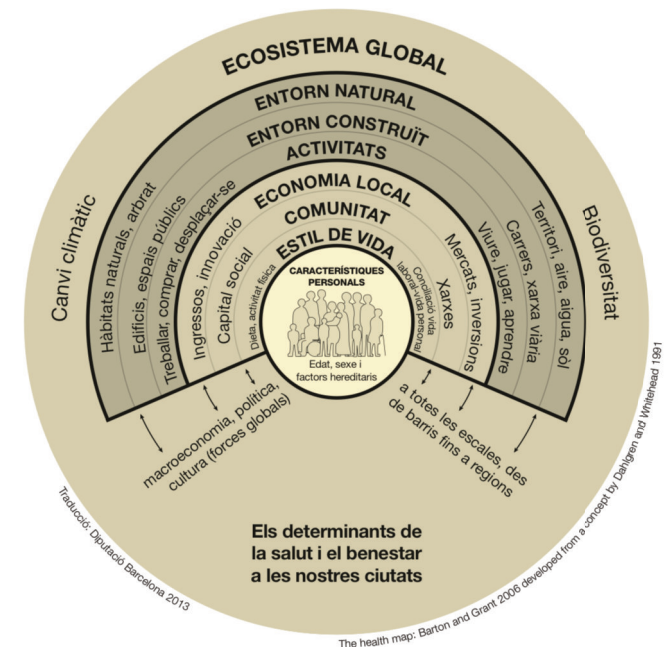 ECOSISTEMA GLOBAL
Canvi climàtic
Biodiversitat
ENTORN NATURAL
Hàbitats naturals, arbrat
Territori, aire, aigua, sòl
ENTORN CONSTRUÏT
Edificis, espais públics
Carrers, xarxa viària
ACTIVITATS
Treballar, comprar, desplaçar-se
Viure, jugar, aprendre
ECONOMIA LOCAL
Ingressos, innovació
Mercats, inversions
COMUNITAT
Capital social
Xarxes
ESTIL DE VIDA
Dieta, activitat física
Conciliació vida
laboral-vida personal
CARACTERÍSTIQUES
PERSONALS
Edat, sexe i
factors hereditaris
macroeconomia, política,
cultura (forces globals)
a totes les escales, des
de barris fins a regions
Els determinants de
la salut i el benestar
a les nostres ciutats
Traducció: Diputació Barcelona 2013
The health map: Barton and Grant 2006 developed from a concept by Dahlgren and Whitehead 1991